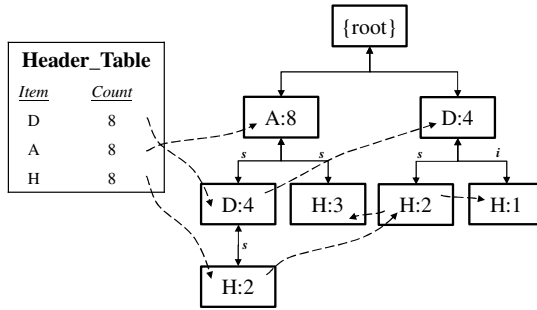 {root}
Header_Table
Item Count
D 8
A 8
H 8
A:8
D:4
s s s i
D:4
H:3
H:2
H:1
s
H:2